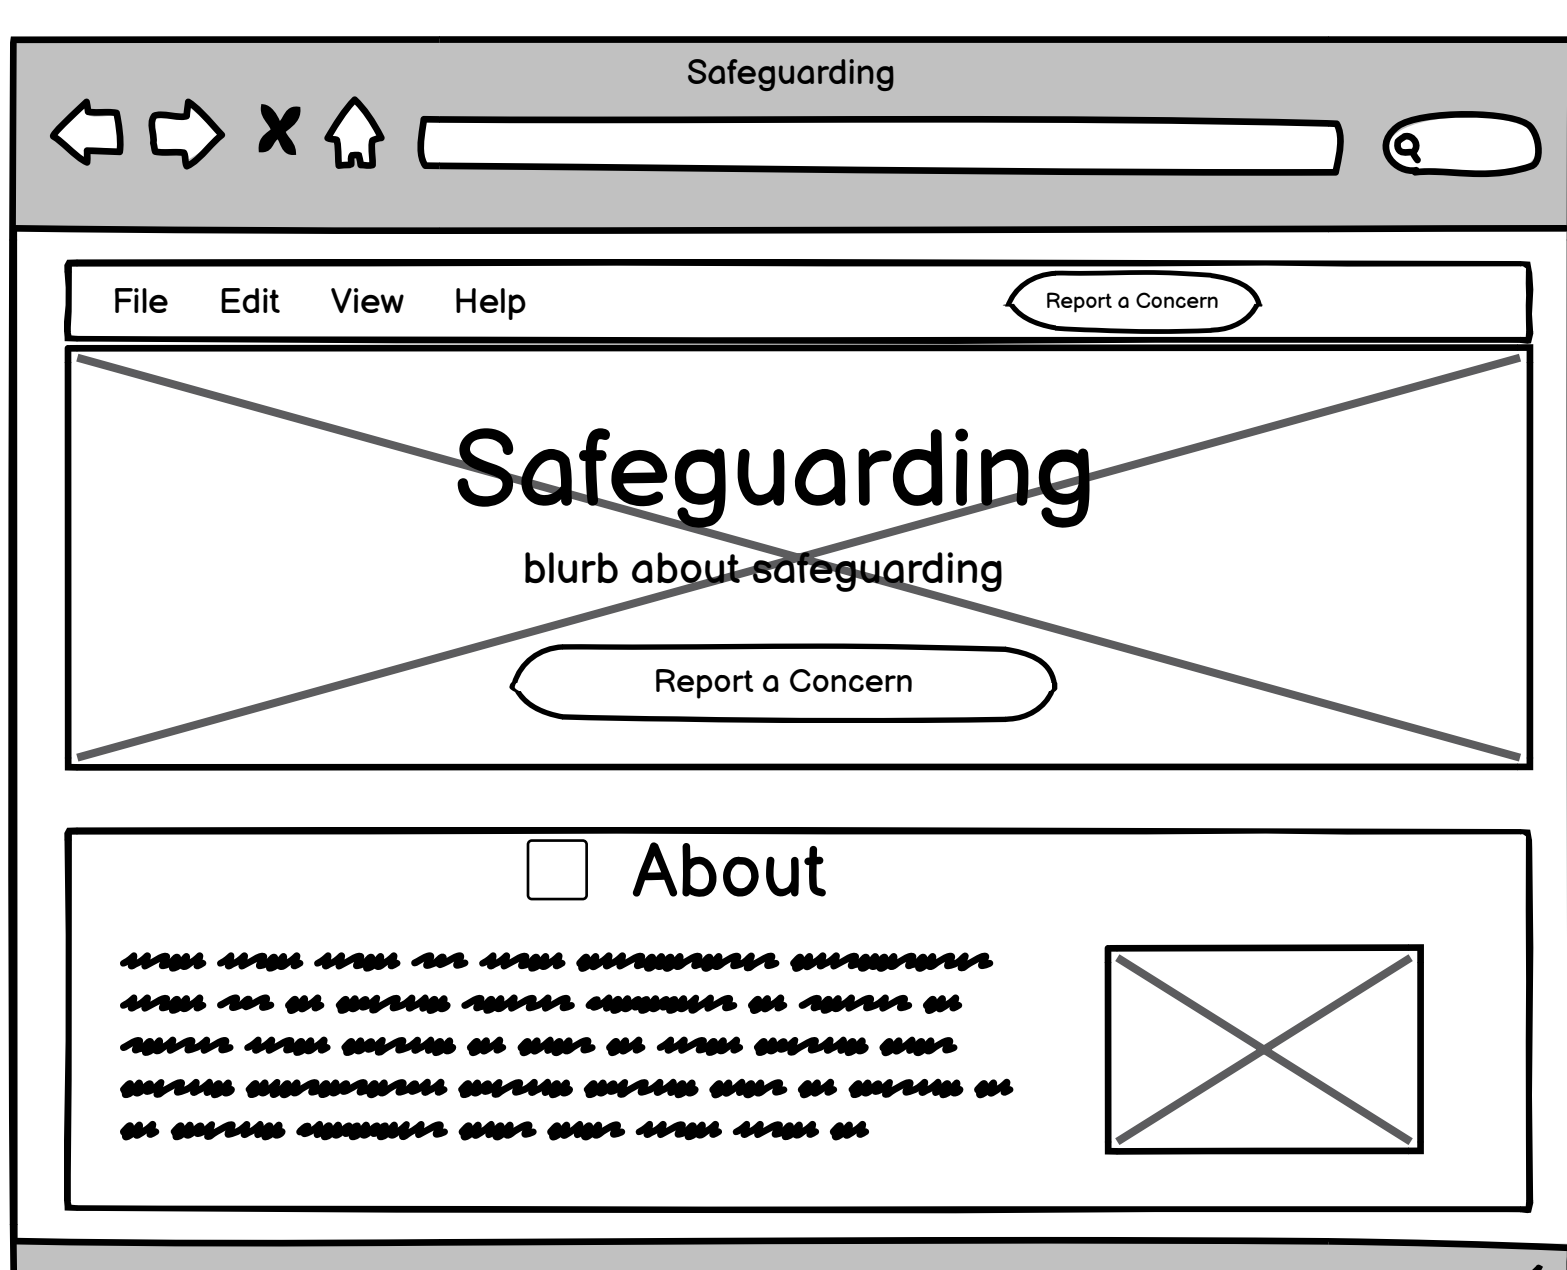 Safeguarding
File Edit View Help Report a Concern
Safeguarding
blurb about safeguarding
Report a Concern
About